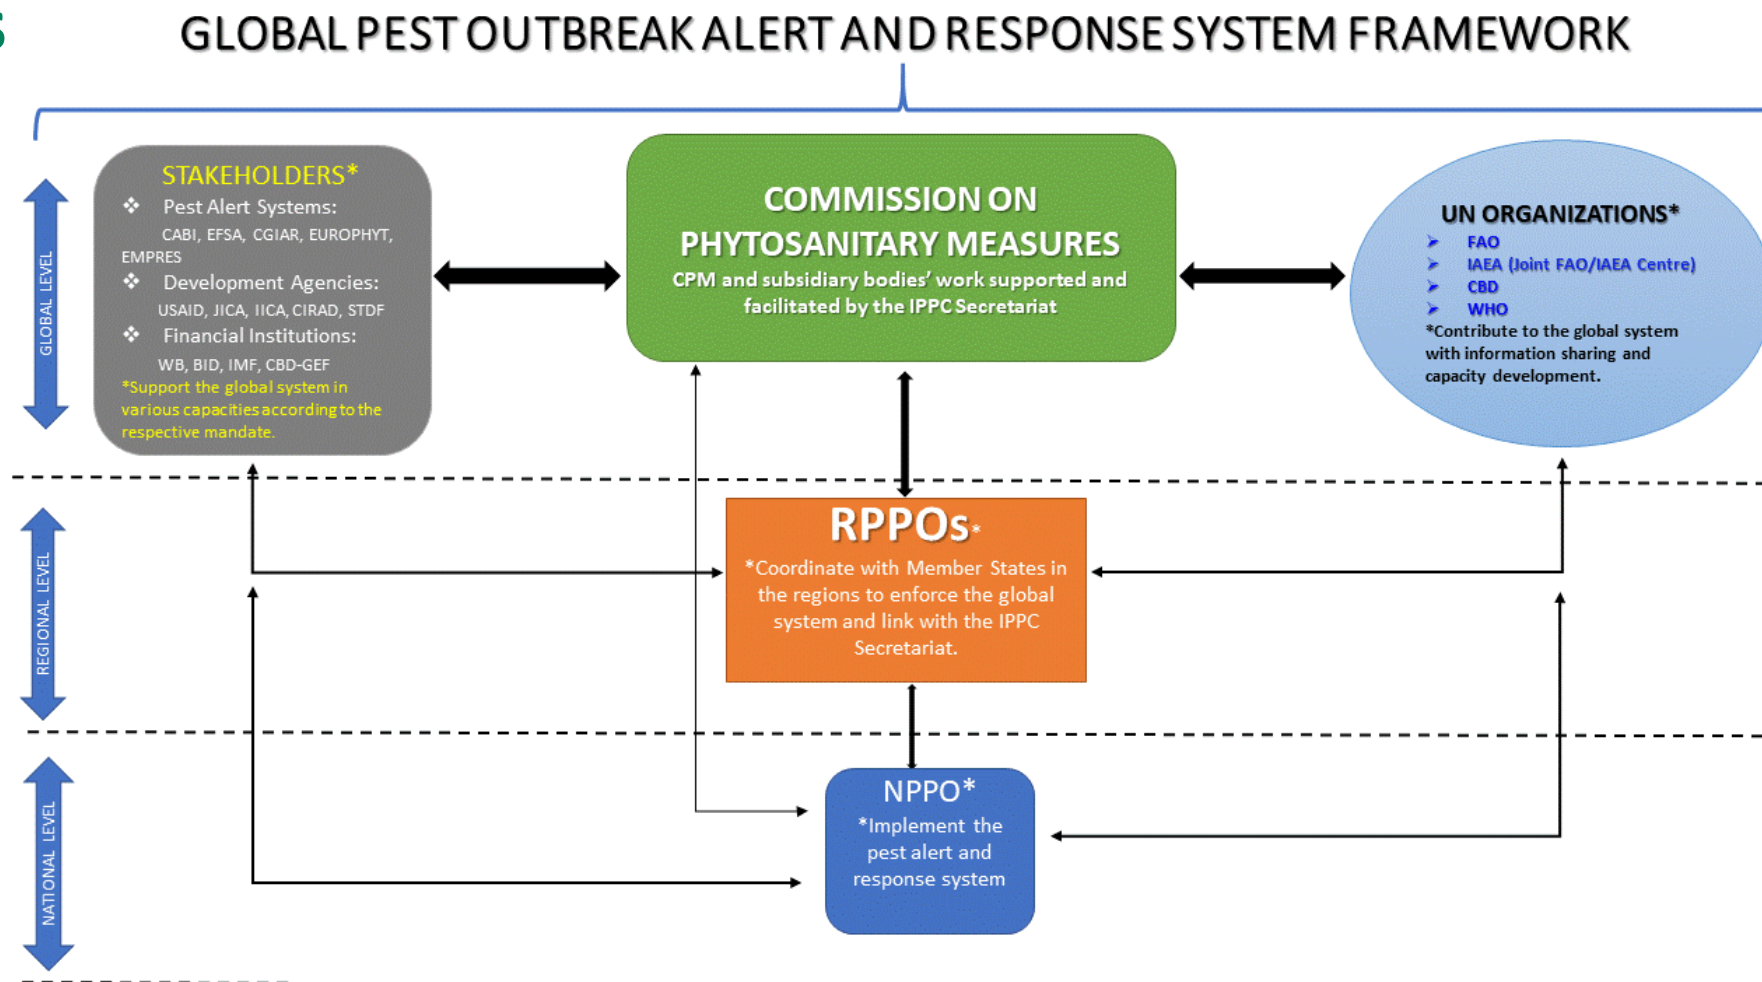 S
GLOBAL PEST OUTBREAK ALERT AND RESPONSE SYSTEM FRAMEWORK
GLOBAL LEVEL
STAKEHOLDERS*
❖ Pest Alert Systems:
CABI, EFSA, CGIAR, EUROPHYT,
EMPRES
❖ Development Agencies:
USAID, JICA, IICA, CIRAD, STDF
❖ Financial Institutions:
WB, BID, IMF, CBD-GEF
*Support the global system in
various capacities according to the
respective mandate.
COMMISSION ON
PHYTOSANITARY MEASURES
CPM and subsidiary bodies’ work supported and
facilitated by the IPPC Secretariat
UN ORGANIZATIONS*
➢ FAO
➢ IAEA (Joint FAO/IAEA Centre)
➢ CBD
➢ WHO
*Contribute to the global system
with information sharing and
capacity development.
REGIONAL LEVEL
RPPOs*
*Coordinate with Member States in
the regions to enforce the global
system and link with the IPPC
Secretariat.
NATIONAL LEVEL
NPPO*
*Implement the
pest alert and
response system